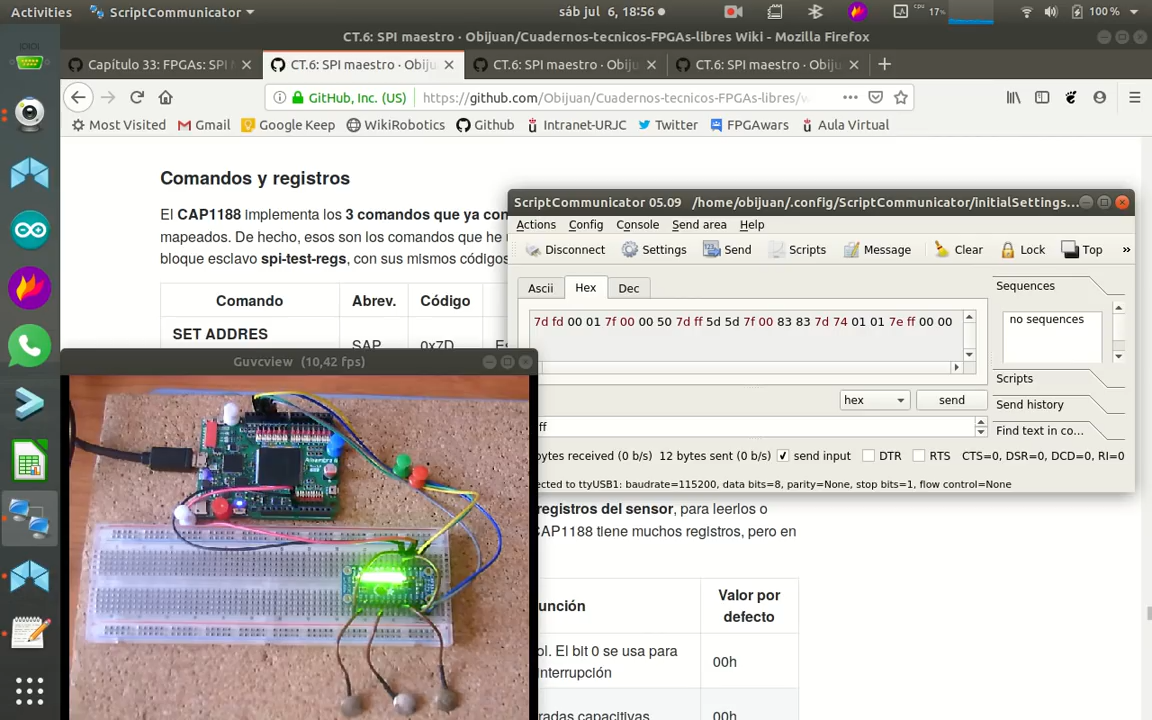 Activities
ScriptCommunicator
sáb jul 6, 18:56
17%
100 %
CT.6: SPI maestro · Obijuan/Cuadernos-tecnicos-FPGAs-libres Wiki - Mozilla Firefox
Capítulo 33: FPGAs: SPI M
CT.6: SPI maestro · Obiju
CT.6: SPI maestro · Obiju
CT.6: SPI maestro · Obiju
GitHub, Inc. (US)
https://github.com/Obijuan/Cuadernos-tecnicos-FPGAs-libres/w
Most Visited
Gmail
Google Keep
WikiRobotics
Github
Intranet-URJC
Twitter
FPGAwars
Aula Virtual
Comandos y registros
El CAP1188 implementa los 3 comandos que ya con
mapeados. De hecho, esos son los comandos que he u
bloque esclavo spi-test-regs, con sus mismos códigos
Comando
Abrev.
Código
SET ADDRES
SAP
0x7D
Es
ScriptCommunicator 05.09 /home/obijuan/.config/ScriptCommunicator/initialSettings...
Actions
Config
Console
Send area
Help
Disconnect
Settings
Send
Scripts
Message
Clear
Lock
Top
»
Ascii
Hex
Dec
7d fd 00 01 7f 00 00 50 7d ff 5d 5d 7f 00 83 83 7d 74 01 01 7e ff 00 00
Sequences
no sequences
Scripts
Send history
Find text in co...
hex
send
ff
bytes received (0 b/s) 12 bytes sent (0 b/s)
send input
DTR
RTS
CTS=0, DSR=0, DCD=0, RI=0
ected to ttyUSB1: baudrate=115200, data bits=8, parity=None, stop bits=1, flow control=None
Guvcview (10,42 fps)
registros del sensor, para leerlos o
CAP1188 tiene muchos registros, pero en
unción
Valor por
defecto
ol. El bit 0 se usa para
interrupción
00h
radas capacitivas
00h